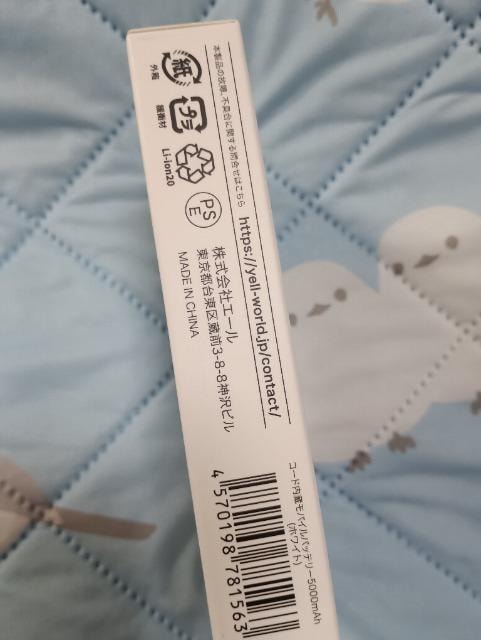 本製品の故障、不具合に関する問合せはこちら
https://yell-world.jp/contact/
紙
外箱
プラ
緩衝材
Li-ion20
PS
E
株式会社エール
東京都台東区蔵前3-8-8神沢ビル
MADE IN CHINA
コード内蔵モバイルバッテリー5000mAh
(ホワイト)
4 570198 781563